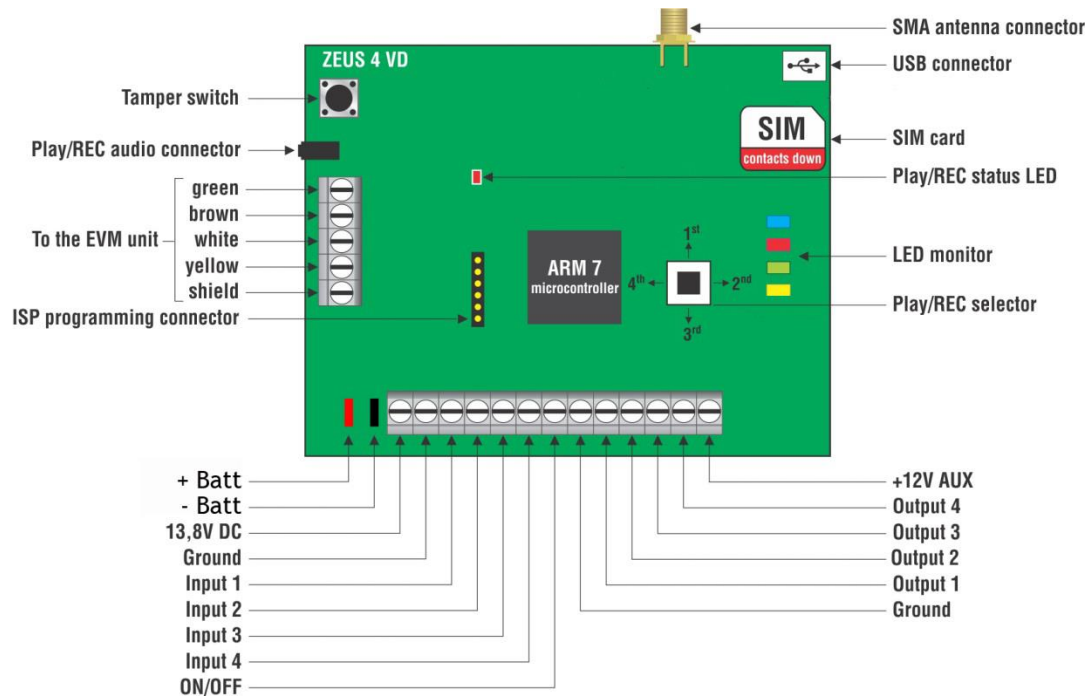 SMA antenna connector
ZEUS 4 VD
USB connector
Tamper switch
SIM
contacts down
SIM card
Play/REC audio connector
Play/REC status LED
green
brown
To the EVM unit
white
yellow
shield
1st
LED monitor
ARM 7
microcontroller
4th
2nd
Play/REC selector
3rd
ISP programming connector
+ Batt
- Batt
13,8V DC
Ground
Input 1
Input 2
Input 3
Input 4
ON/OFF
+12V AUX
Output 4
Output 3
Output 2
Output 1
Ground